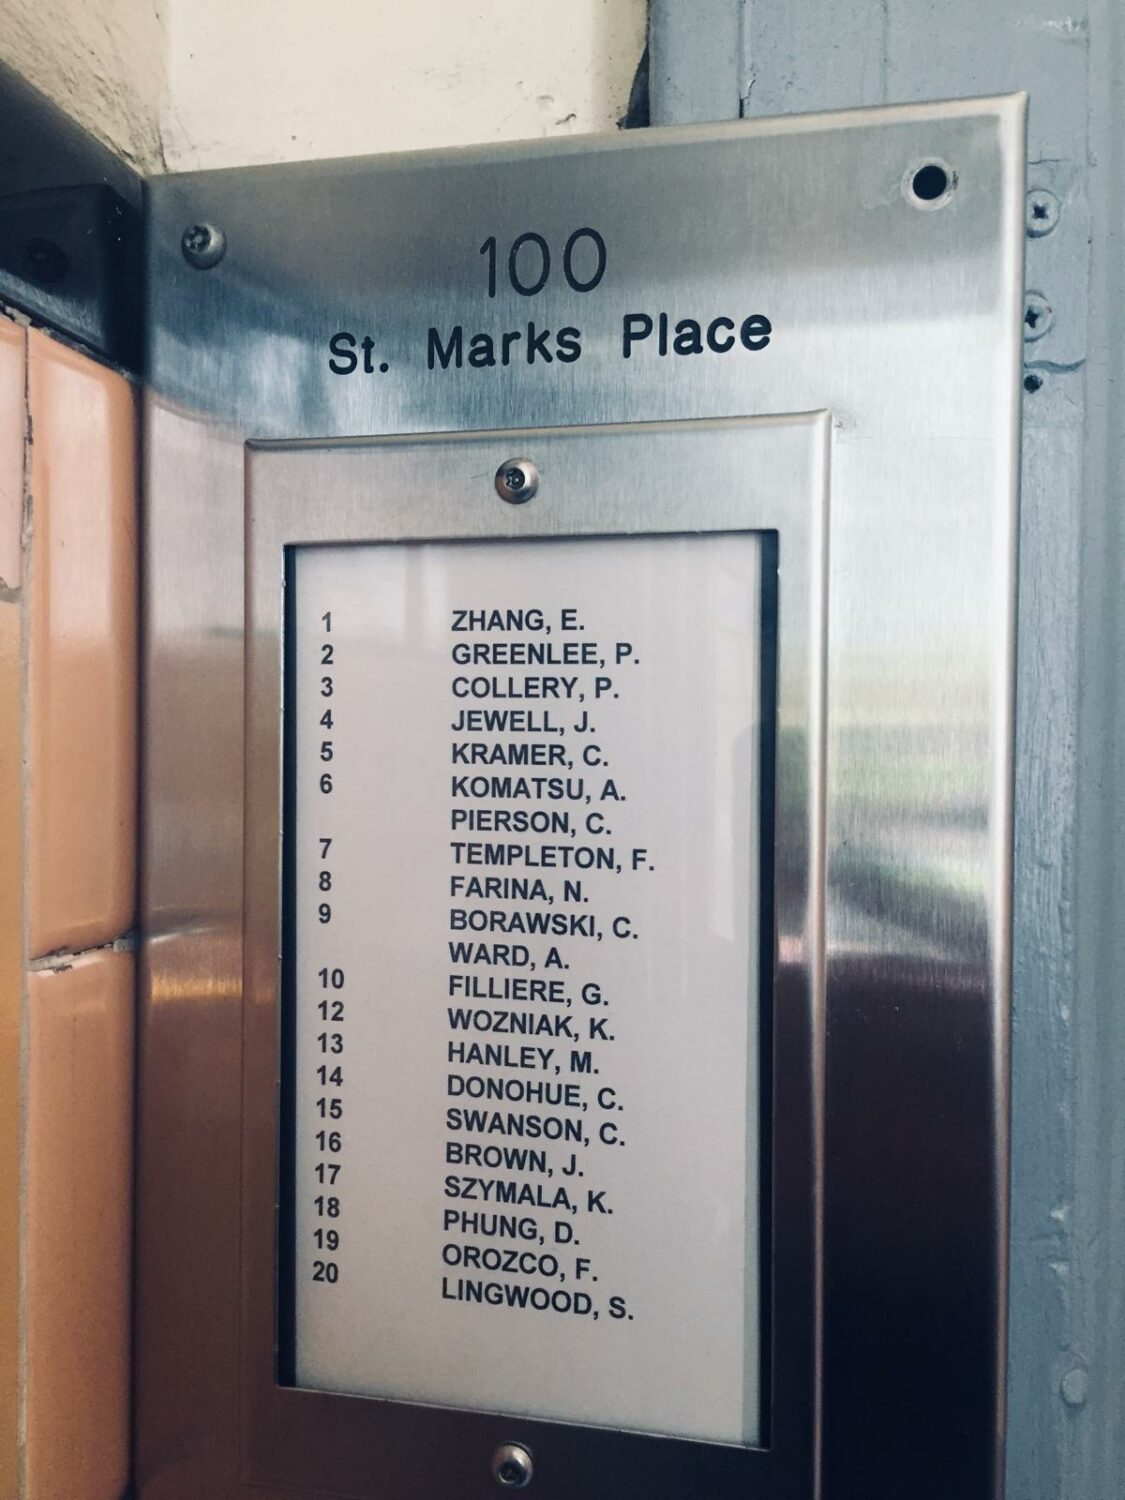 100
St. Marks Place
1 ZHANG, E.
2 GREENLEE, P.
3 COLLERY, P.
4 JEWELL, J.
5 KRAMER, C.
6 KOMATSU, A.
PIERSON, C.
7 TEMPLETON, F.
8 FARINA, N.
9 BORAWSKI, C.
WARD, A.
10 FILLIERE, G.
12 WOZNIAK, K.
13 HANLEY, M.
14 DONOHUE, C.
15 SWANSON, C.
16 BROWN, J.
17 SZYMALA, K.
18 PHUNG, D.
19 OROZCO, F.
20 LINGWOOD, S.